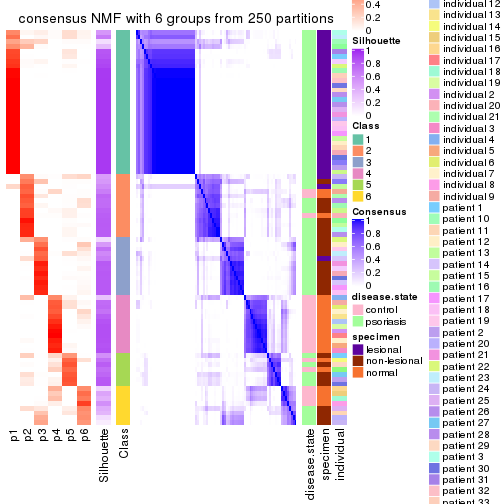 consensus NMF with 6 groups from 250 partitions
p1
p2
p3
p4
p5
p6
Silhouette
Class
disease.state
specimen
individual
0.4
0.2
0
Silhouette
1
0.8
0.6
0.4
0.2
0
Class
1
2
3
4
5
6
Consensus
1
0.8
0.6
0.4
0.2
0
disease.state
control
psoriasis
specimen
lesional
non-lesional
normal
individual 12
individual 13
individual 14
individual 15
individual 16
individual 17
individual 18
individual 19
individual 2
individual 20
individual 21
individual 3
individual 4
individual 5
individual 6
individual 7
individual 8
individual 9
patient 1
patient 10
patient 11
patient 12
patient 13
patient 14
patient 15
patient 16
patient 17
patient 18
patient 19
patient 2
patient 20
patient 21
patient 22
patient 23
patient 24
patient 25
patient 26
patient 27
patient 28
patient 29
patient 3
patient 30
patient 31
patient 32
patient 33